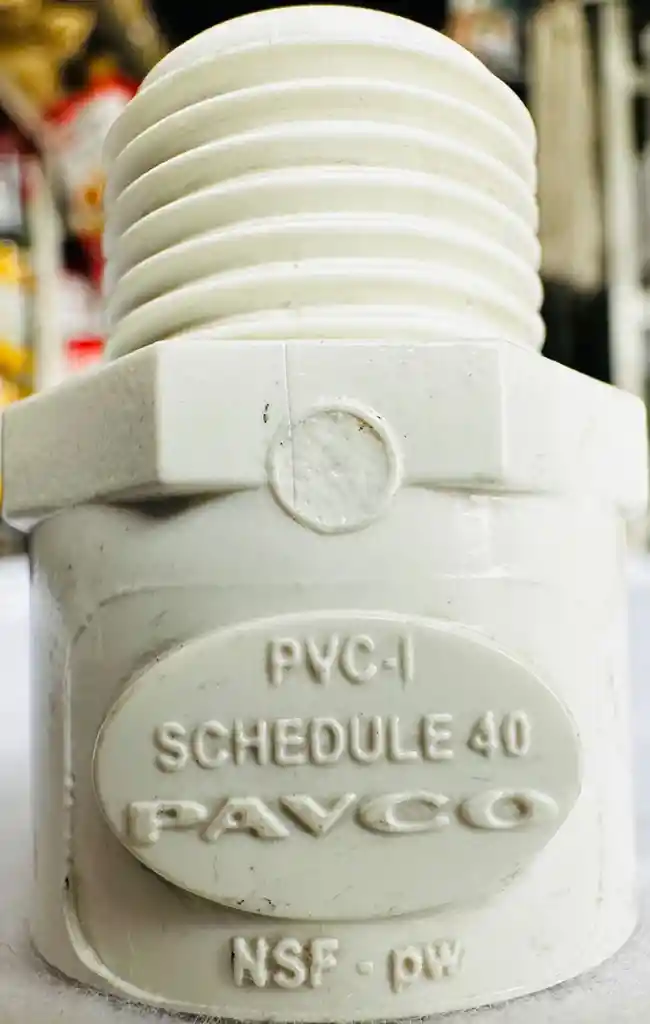 PVC-I
SCHEDULE 40
PAVCO
NSF - pw